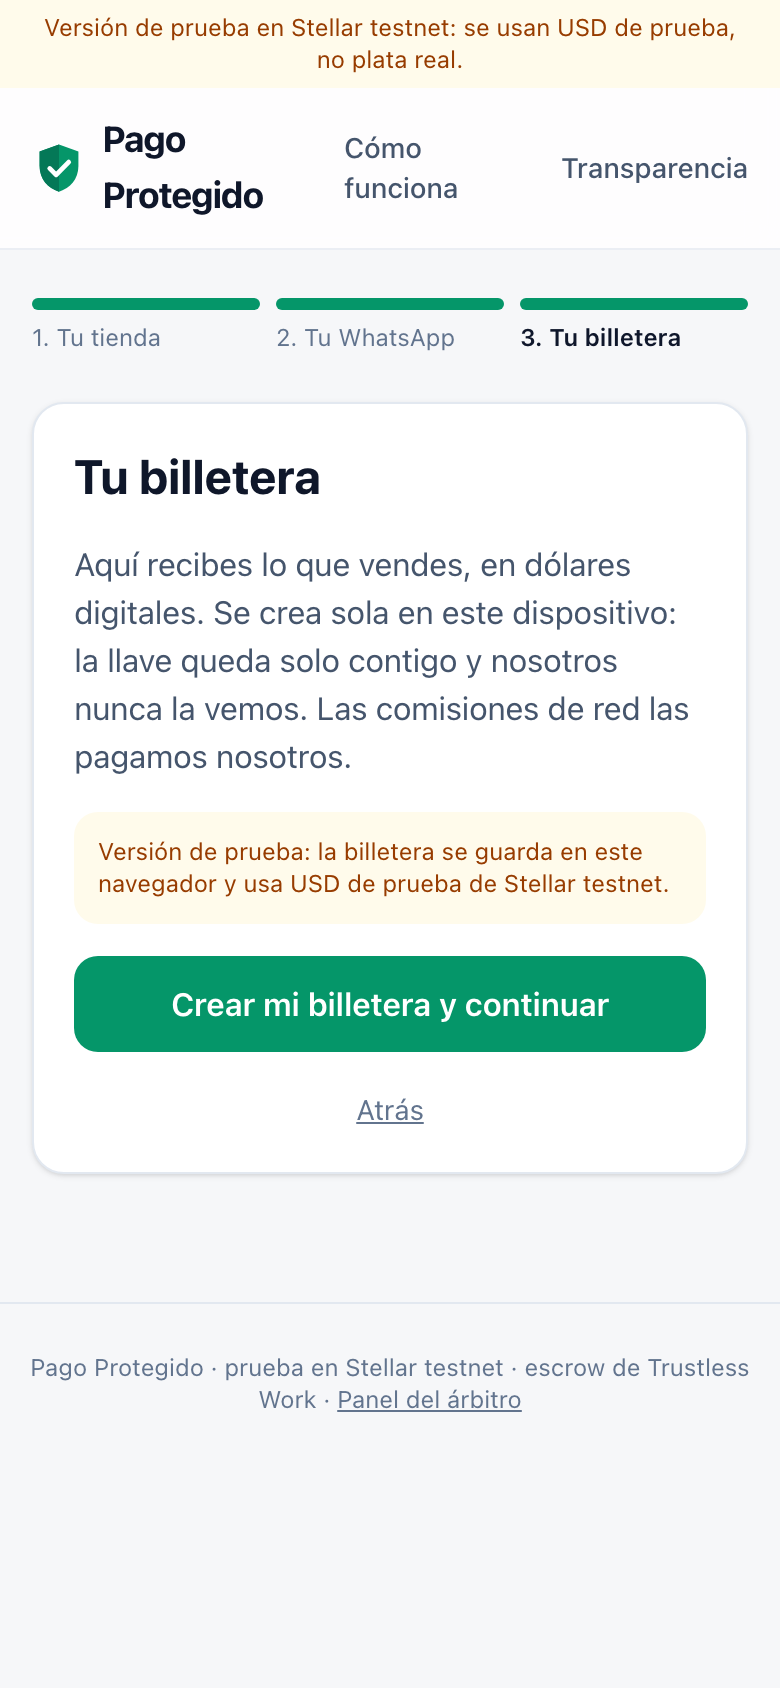 Versión de prueba en Stellar testnet: se usan USD de prueba,
no plata real.
Pago
Protegido
Cómo
funciona
Transparencia
1. Tu tienda
2. Tu WhatsApp
3. Tu billetera
Tu billetera
Aquí recibes lo que vendes, en dólares
digitales. Se crea sola en este dispositivo:
la llave queda solo contigo y nosotros
nunca la vemos. Las comisiones de red las
pagamos nosotros.
Versión de prueba: la billetera se guarda en este
navegador y usa USD de prueba de Stellar testnet.
Crear mi billetera y continuar
Atrás
Pago Protegido · prueba en Stellar testnet · escrow de Trustless
Work · Panel del árbitro